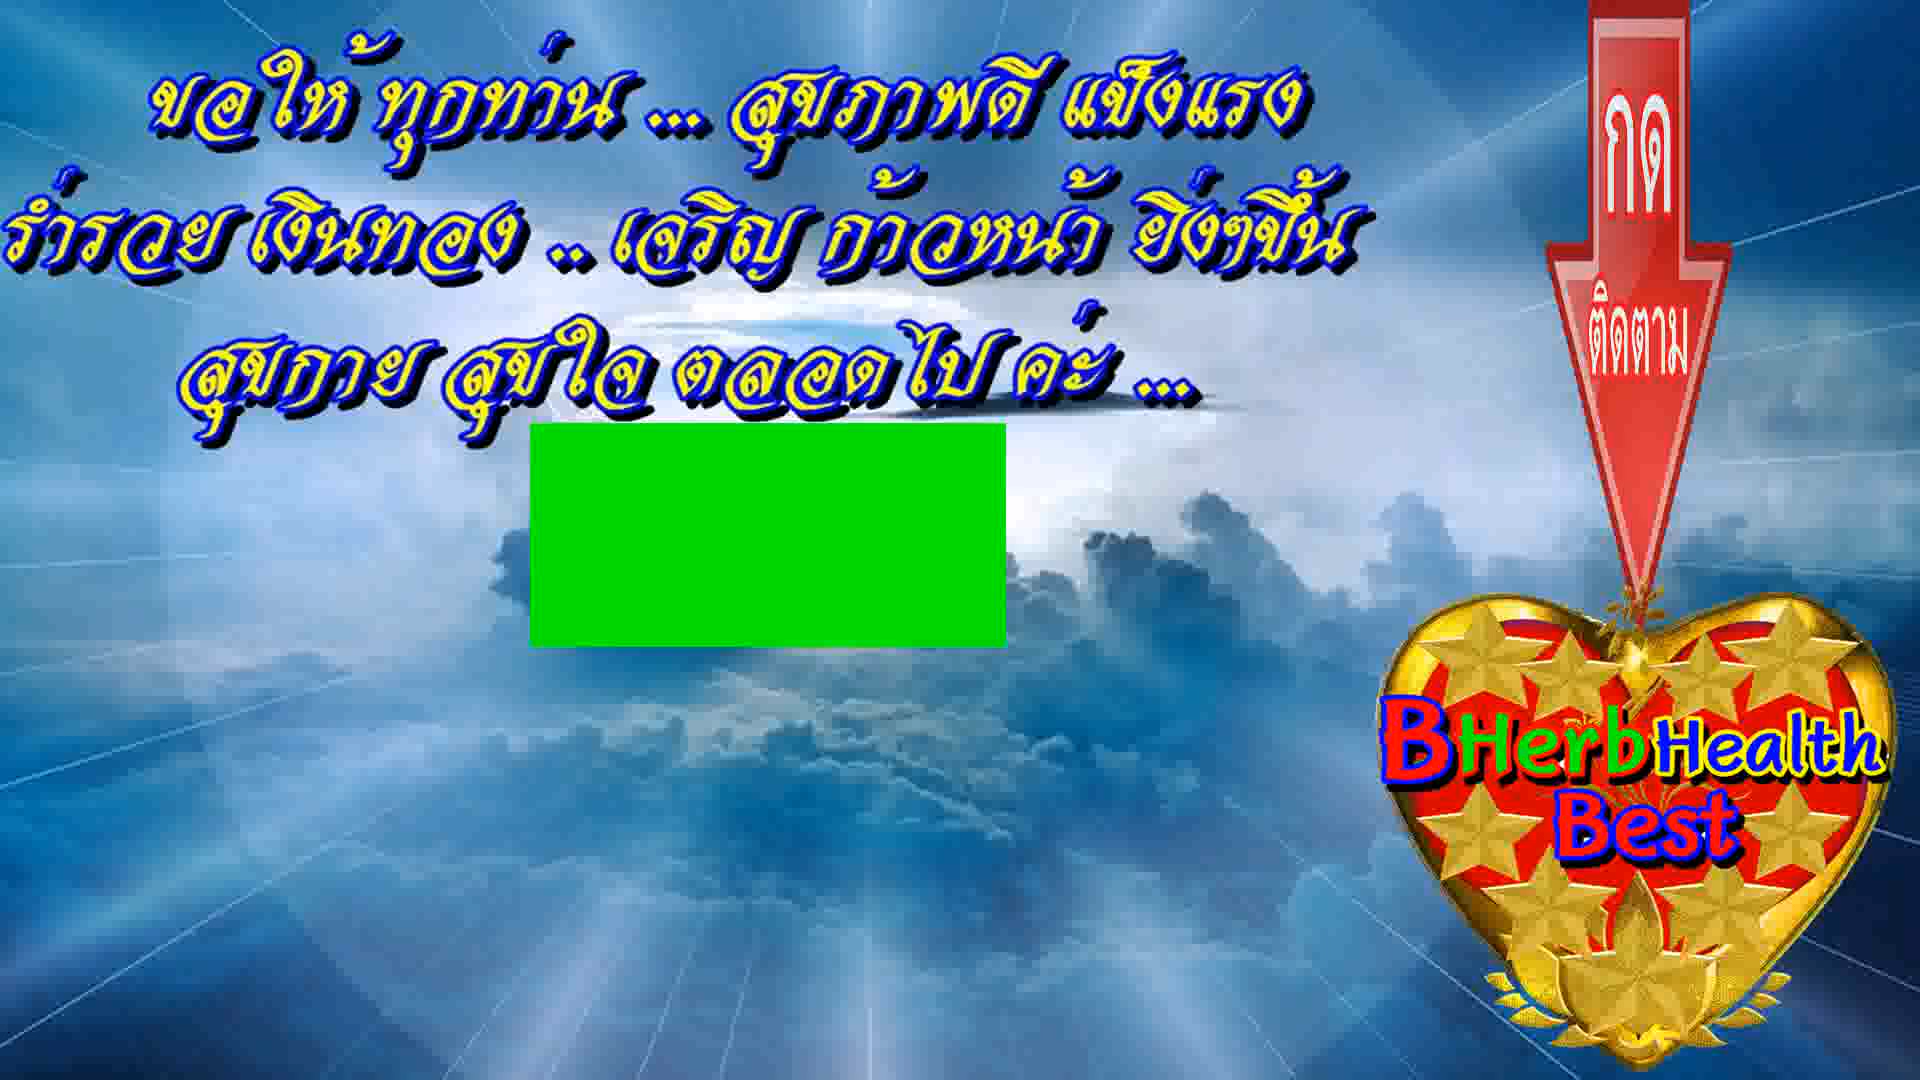 ขอให้ ทุกท่าน ... สุขภาพดี แข็งแรง
ร่ำรวย เงินทอง .. เจริญ ก้าวหน้า ยิ่งๆขึ้น
สุขกาย สุขใจ ตลอดไป ค่ะ ...
กด
ติดตาม
BHerbHealth
Best